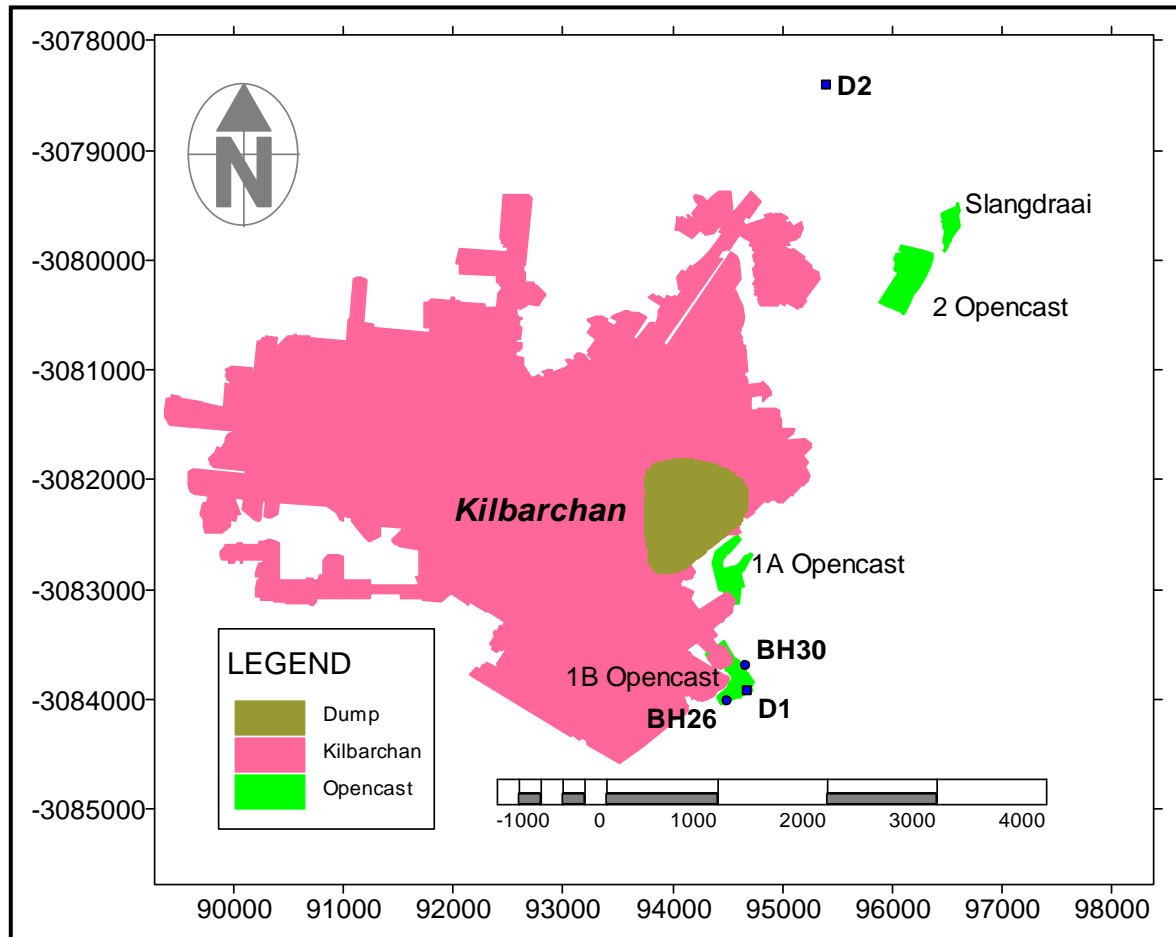 -3078000
D2
-3079000
N
Slangdraai
-3080000
2 Opencast
-3081000
-3082000
Kilbarchan
1A Opencast
-3083000
BH30
LEGEND
1B Opencast
-3084000
BH26
D1
Dump
Kilbarchan
Opencast
-3085000
-1000 0 1000 2000 3000 4000
90000 91000 92000 93000 94000 95000 96000 97000 98000